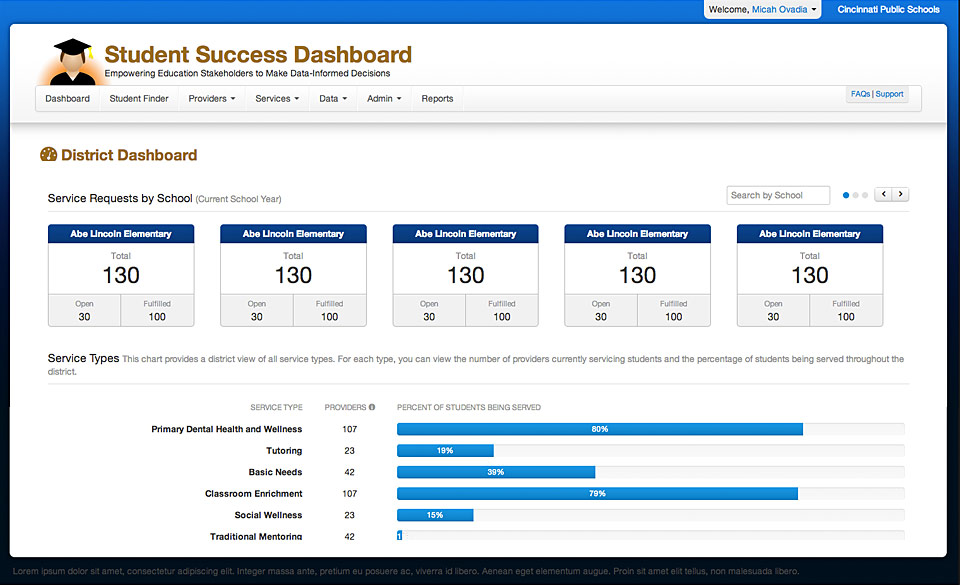 Welcome, Micah Ovadia Cincinnati Public Schools
Student Success Dashboard
Empowering Education Stakeholders to Make Data-Informed Decisions
Dashboard Student Finder Providers Services Data Admin Reports FAQs | Support
District Dashboard
Service Requests by School (Current School Year) Search by School
Abe Lincoln Elementary Abe Lincoln Elementary Abe Lincoln Elementary Abe Lincoln Elementary Abe Lincoln Elementary
Total Total Total Total Total
130 130 130 130 130
Open Fulfilled Open Fulfilled Open Fulfilled Open Fulfilled Open Fulfilled
30 100 30 100 30 100 30 100 30 100
Service Types This chart provides a district view of all service types. For each type, you can view the number of providers currently servicing students and the percentage of students being served throughout the
district.
SERVICE TYPE PROVIDERS PERCENT OF STUDENTS BEING SERVED
Primary Dental Health and Wellness 107 80%
Tutoring 23 19%
Basic Needs 42 39%
Classroom Enrichment 107 79%
Social Wellness 23 15%
Traditional Mentoring 42 1
Lorem ipsum dolor sit amet, consectetur adipiscing elit. Integer massa ante, pretium eu posuere ac, viverra id libero. Aenean eget elementum augue. Proin sit amet elit tellus, non malesuada libero.